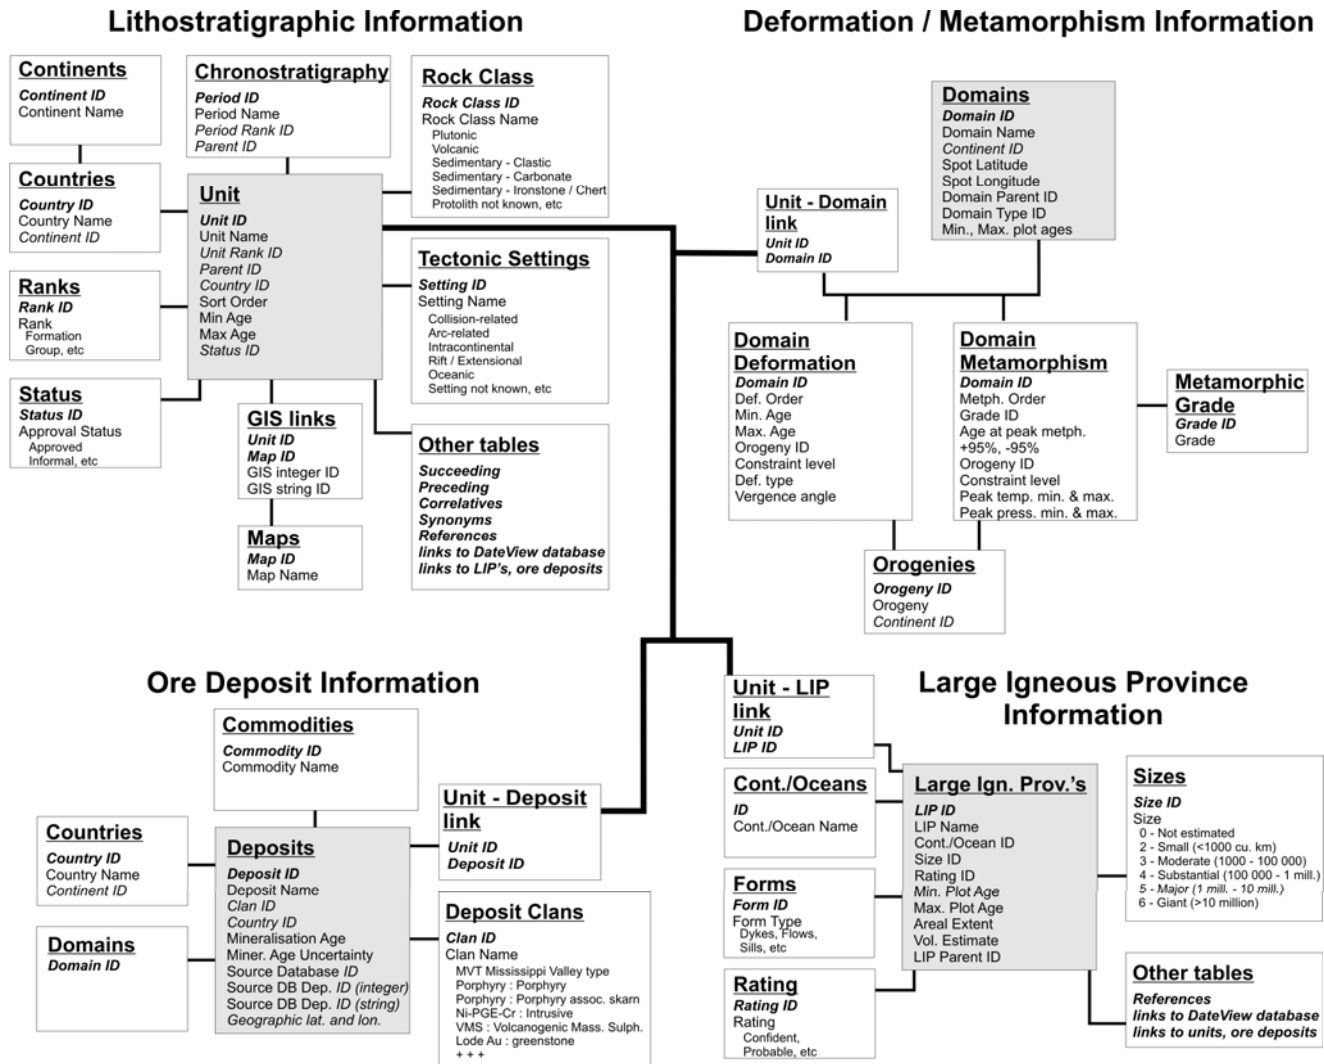 Lithostratigraphic Information
Continents
Continent ID
Continent Name
Chronostratigraphy
Period ID
Period Name
Period Rank ID
Parent ID
Rock Class
Rock Class ID
Rock Class Name
Plutonic
Volcanic
Sedimentary - Clastic
Sedimentary - Carbonate
Sedimentary - Ironstone / Chert
Protolith not known, etc
Countries
Country ID
Country Name
Continent ID
Unit
Unit ID
Unit Name
Unit Rank ID
Parent ID
Country ID
Sort Order
Min Age
Max Age
Status ID
Tectonic Settings
Setting ID
Setting Name
Collision-related
Arc-related
Intracontinental
Rift / Extensional
Oceanic
Setting not known, etc
Ranks
Rank ID
Rank
Formation
Group, etc
Status
Status ID
Approval Status
Approved
Informal, etc
GIS links
Unit ID
Map ID
GIS integer ID
GIS string ID
Maps
Map ID
Map Name
Other tables
Succeeding
Preceding
Correlatives
Synonyms
References
links to DateView database
links to LIP's, ore deposits
Deformation / Metamorphism Information
Domains
Domain ID
Domain Name
Continent ID
Spot Latitude
Spot Longitude
Domain Parent ID
Domain Type ID
Min., Max. plot ages
Unit - Domain
link
Unit ID
Domain ID
Domain
Deformation
Domain ID
Def. Order
Min. Age
Max. Age
Orogeny ID
Constraint level
Def. type
Vergence angle
Domain
Metamorphism
Domain ID
Metph. Order
Grade ID
Age at peak metph.
+95%, -95%
Orogeny ID
Constraint level
Peak temp. min. & max.
Peak press. min. & max.
Metamorphic
Grade
Grade ID
Grade
Orogenies
Orogeny ID
Orogeny
Continent ID
Ore Deposit Information
Commodities
Commodity ID
Commodity Name
Countries
Country ID
Country Name
Continent ID
Domains
Domain ID
Deposits
Deposit ID
Deposit Name
Clan ID
Country ID
Mineralisation Age
Miner. Age Uncertainty
Source Database ID
Source DB Dep. ID (integer)
Source DB Dep. ID (string)
Geographic lat. and lon.
Unit - Deposit
link
Unit ID
Deposit ID
Deposit Clans
Clan ID
Clan Name
MVT Mississippi Valley type
Porphyry : Porphyry
Porphyry : Porphyry assoc. skarn
Ni-PGE-Cr : Intrusive
VMS : Volcanogenic Mass. Sulph.
Lode Au : greenstone
+ + +
Large Igneous Province
Information
Unit - LIP
link
Unit ID
LIP ID
Cont./Oceans
ID
Cont./Ocean Name
Forms
Form ID
Form Type
Dykes, Flows,
Sills, etc
Rating
Rating ID
Rating
Confident,
Probable, etc
Large Ign. Prov.'s
LIP ID
LIP Name
Cont./Ocean ID
Size ID
Rating ID
Min. Plot Age
Max. Plot Age
Areal Extent
Vol. Estimate
LIP Parent ID
Sizes
Size ID
Size
0 - Not estimated
2 - Small (<1000 cu. km)
3 - Moderate (1000 - 100 000)
4 - Substantial (100 000 - 1 mill.)
5 - Major (1 mill. - 10 mill.)
6 - Giant (>10 million)
Other tables
References
links to DateView database
links to units, ore deposits